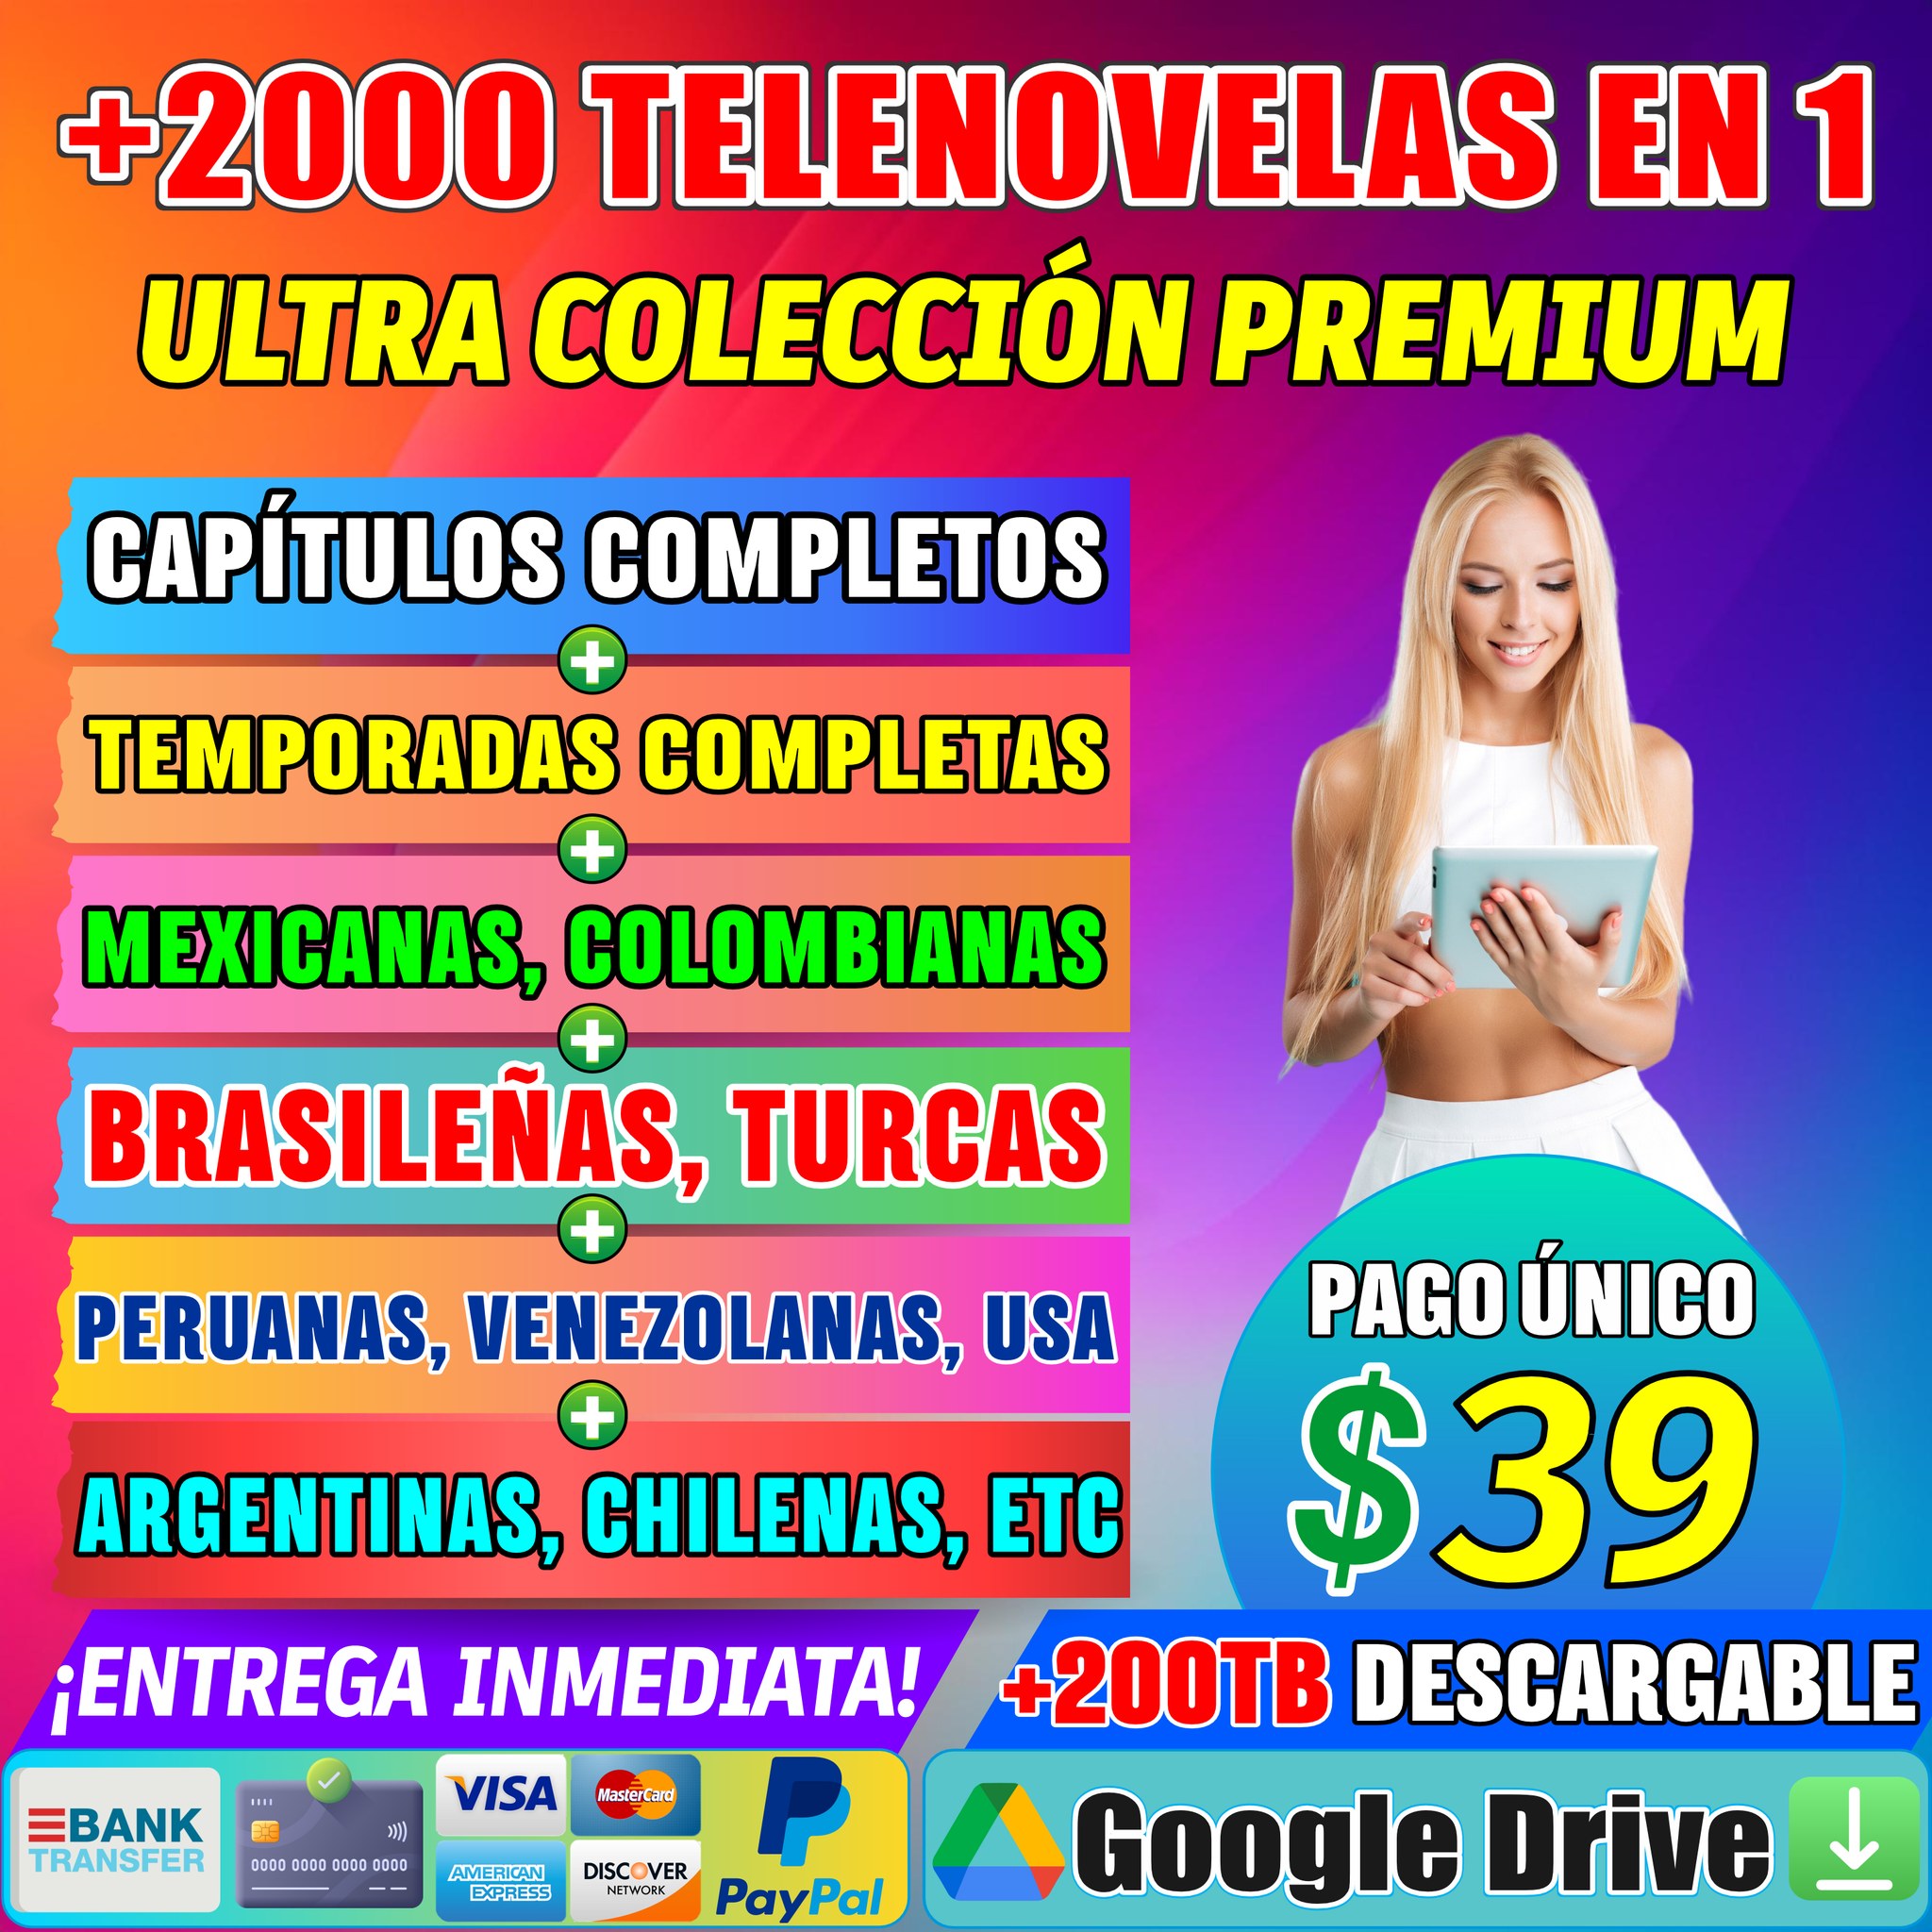 +2000 TELENOVELAS EN 1
ULTRA COLECCIÓN PREMIUM
CAPÍTULOS COMPLETOS
TEMPORADAS COMPLETAS
MEXICANAS, COLOMBIANAS
BRASILEÑAS, TURCAS
PERUANAS, VENEZOLANAS, USA
ARGENTINAS, CHILENAS, ETC
PAGO ÚNICO
$39
¡ENTREGA INMEDIATA!
+200TB DESCARGABLE
BANK
TRANSFER
0000 0000 0000 0000
VISA
MasterCard
AMERICAN
EXPRESS
DISCOVER
NETWORK
PayPal
Google Drive